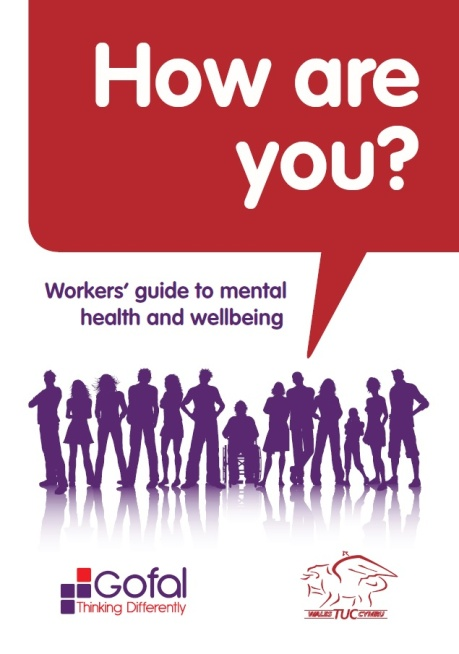 How are
you?
Workers' guide to mental
health and wellbeing
Gofal
Thinking Differently
WALES TUC CYMRU